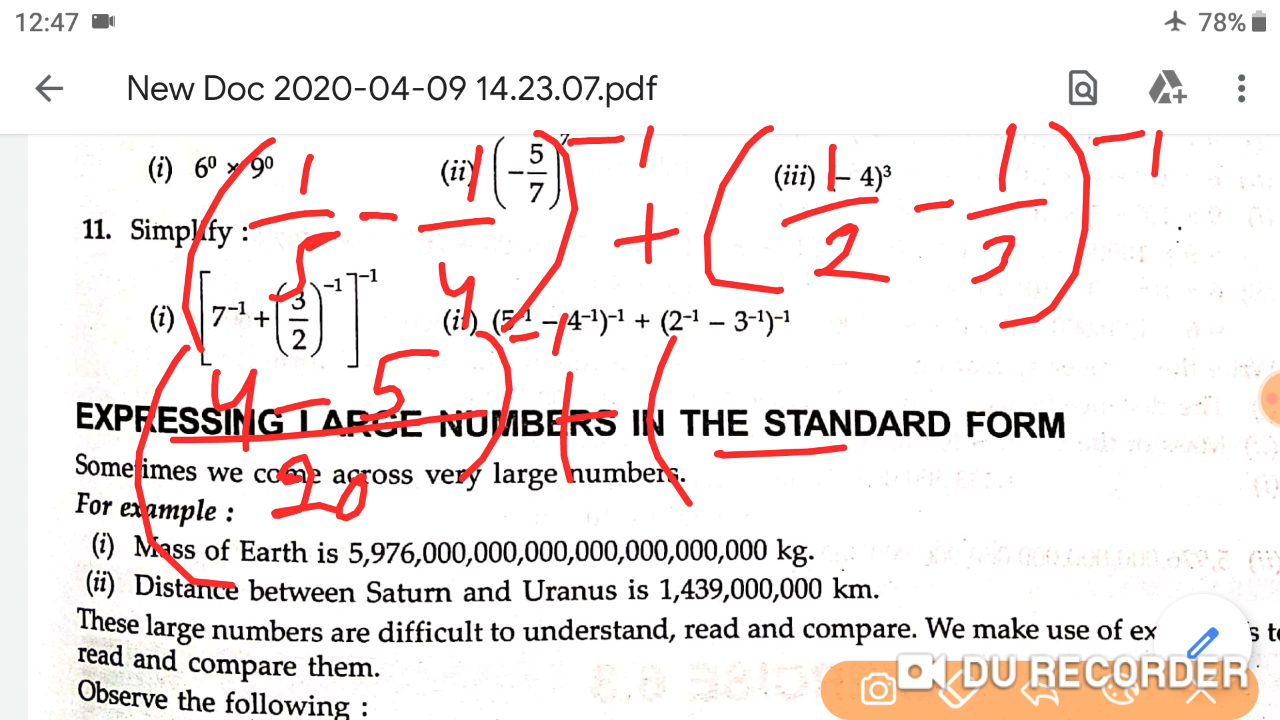 12:47 78%
New Doc 2020-04-09 14.23.07.pdf
(i) 6⁰ × 9⁰ (ii) (-5/7)⁷ (iii) (- 4)³
11. Simplify :
(i) [7⁻¹ + (3/2)⁻¹]⁻¹ (ii) (5⁻¹ - 4⁻¹)⁻¹ + (2⁻¹ - 3⁻¹)⁻¹
(1/5 - 1/4)⁻¹ + (1/2 - 1/3)⁻¹
(4 - 5/20)⁻¹ + (
EXPRESSING LARGE NUMBERS IN THE STANDARD FORM
Sometimes we come across very large numbers.
For example :
(i) Mass of Earth is 5,976,000,000,000,000,000,000,000 kg.
(ii) Distance between Saturn and Uranus is 1,439,000,000 km.
These large numbers are difficult to understand, read and compare. We make use of ex
read and compare them.
Observe the following :
DU RECORDER